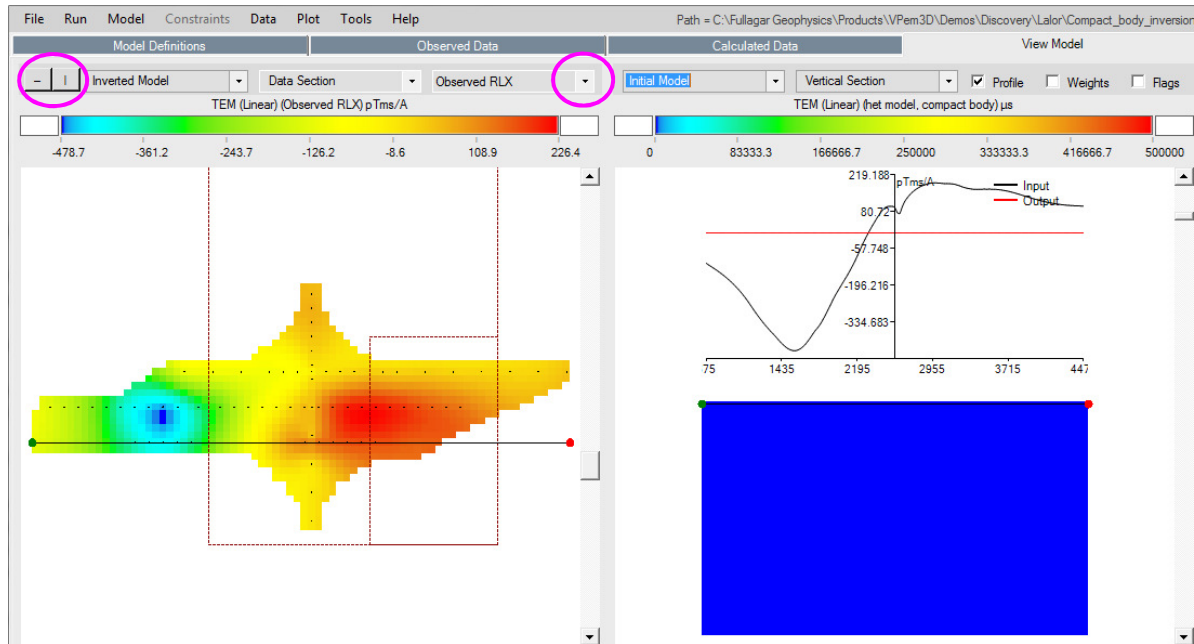 File Run Model Constraints Data Plot Tools Help Path = C:\Fullagar Geophysics\Products\VPem3D\Demos\Discovery\Lalor\Compact_body_inversion
Model Definitions Observed Data Calculated Data View Model
– | Inverted Model Data Section Observed RLX Initial Model Vertical Section Profile Weights Flags
TEM (Linear) (Observed RLX) pTms/A TEM (Linear) (het model, compact body) µs
-478.7 -361.2 -243.7 -126.2 -8.6 108.9 226.4 0 83333.3 166666.7 250000 333333.3 416666.7 500000
219.188 pTms/A Input
Output
80.72
-57.748
-196.216
-334.683
75 1435 2195 2955 3715 447